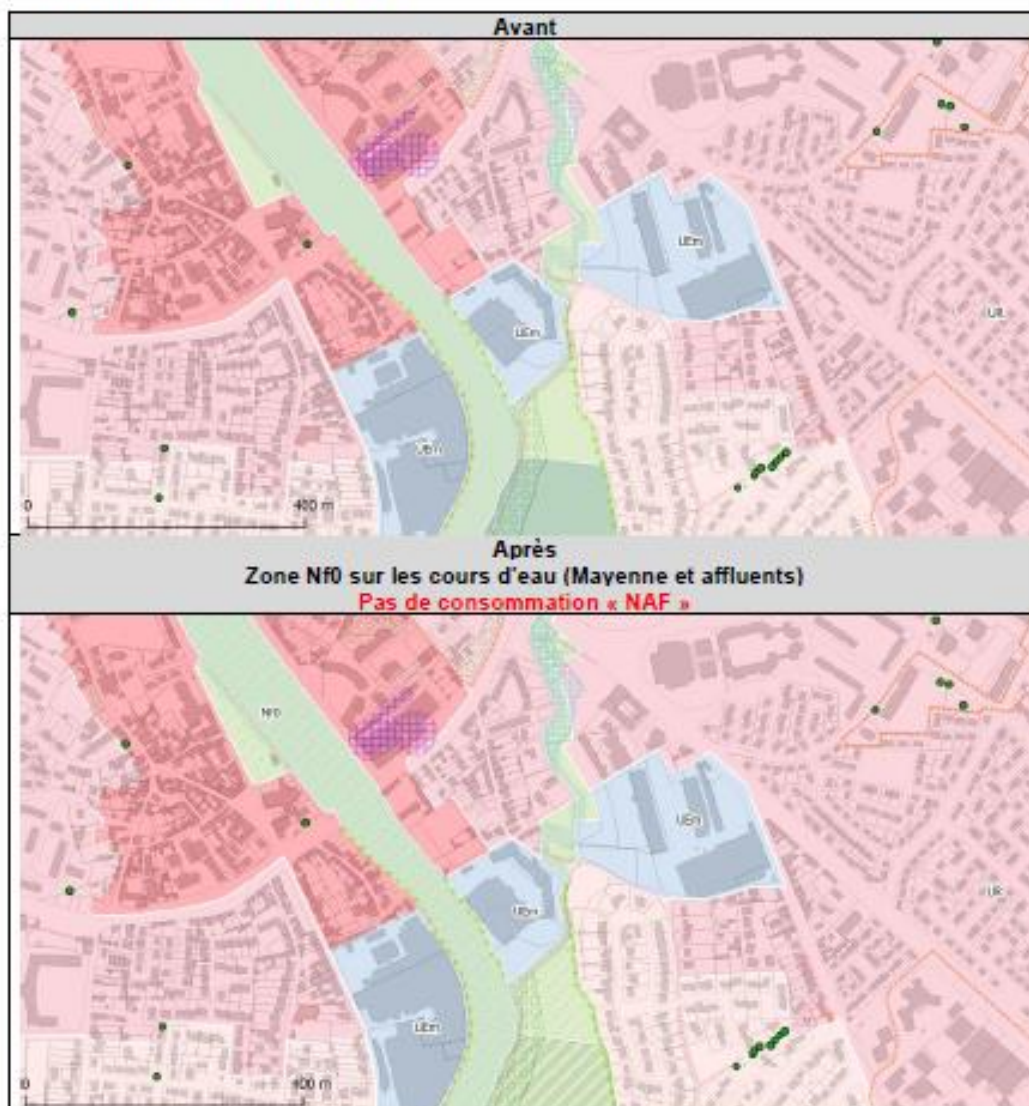 Avant
UEm
UEm
UR
UEm
0
400 m
Après
Zone Nf0 sur les cours d'eau (Mayenne et affluents)
Pas de consommation « NAF »
Nf0
UEm
UEm
UR
UEm
0
400 m